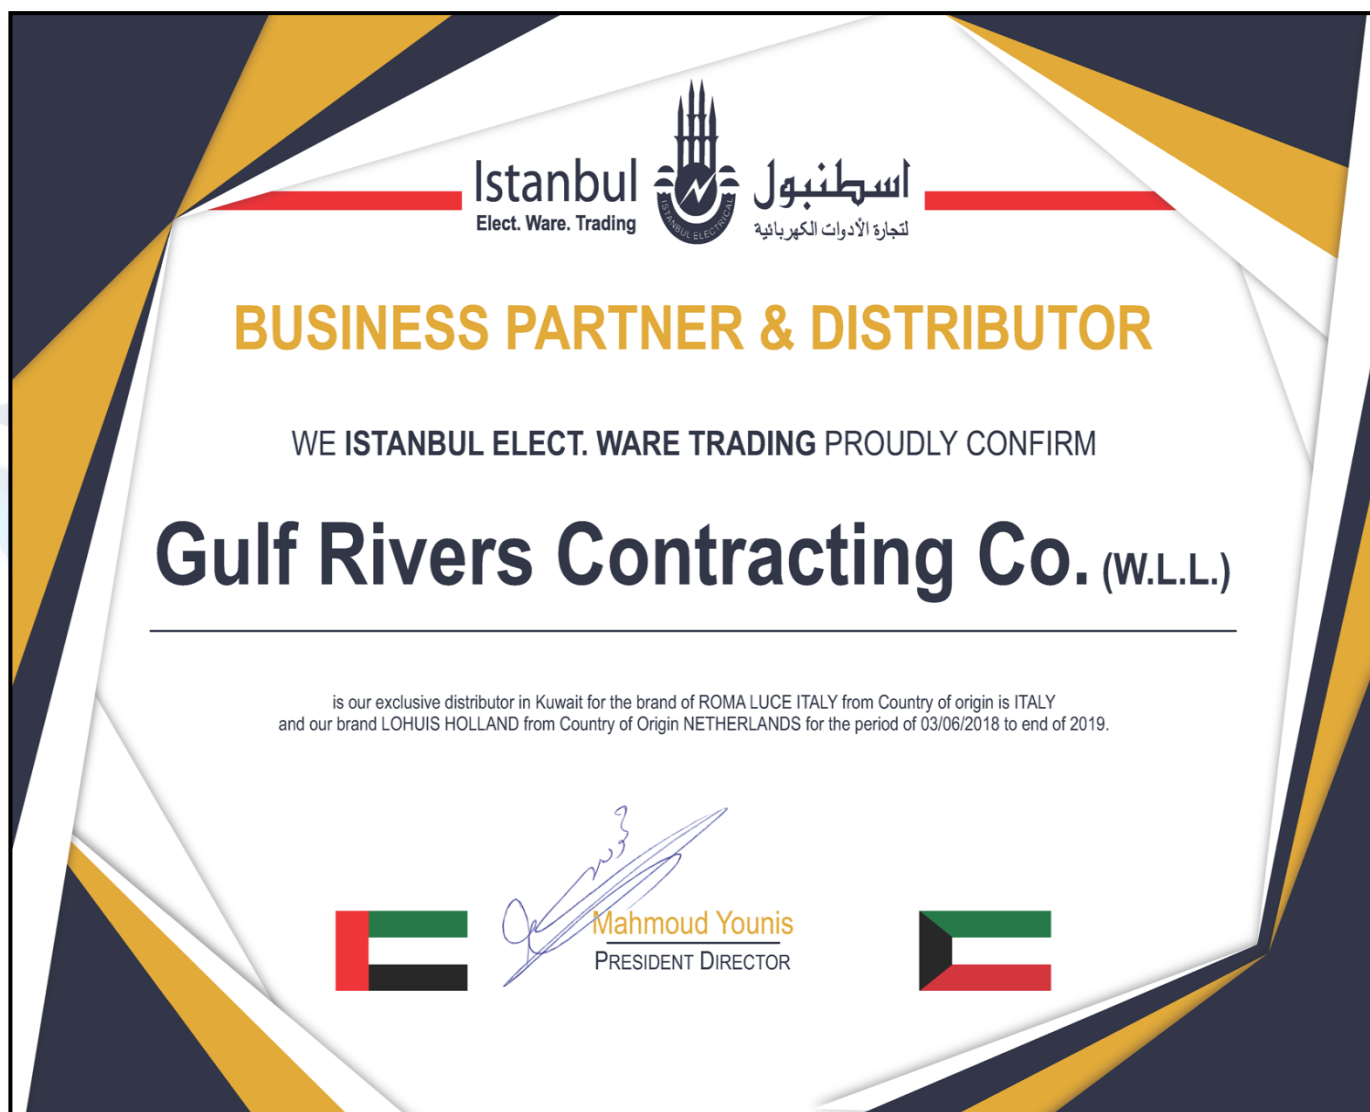 Istanbul
Elect. Ware. Trading
ISTANBUL ELECTRICAL
اسطنبول
لتجارة الأدوات الكهربائية
BUSINESS PARTNER & DISTRIBUTOR
WE ISTANBUL ELECT. WARE TRADING PROUDLY CONFIRM
Gulf Rivers Contracting Co. (W.L.L.)
is our exclusive distributor in Kuwait for the brand of ROMA LUCE ITALY from Country of origin is ITALY
and our brand LOHUIS HOLLAND from Country of Origin NETHERLANDS for the period of 03/06/2018 to end of 2019.
Mahmoud Younis
PRESIDENT DIRECTOR